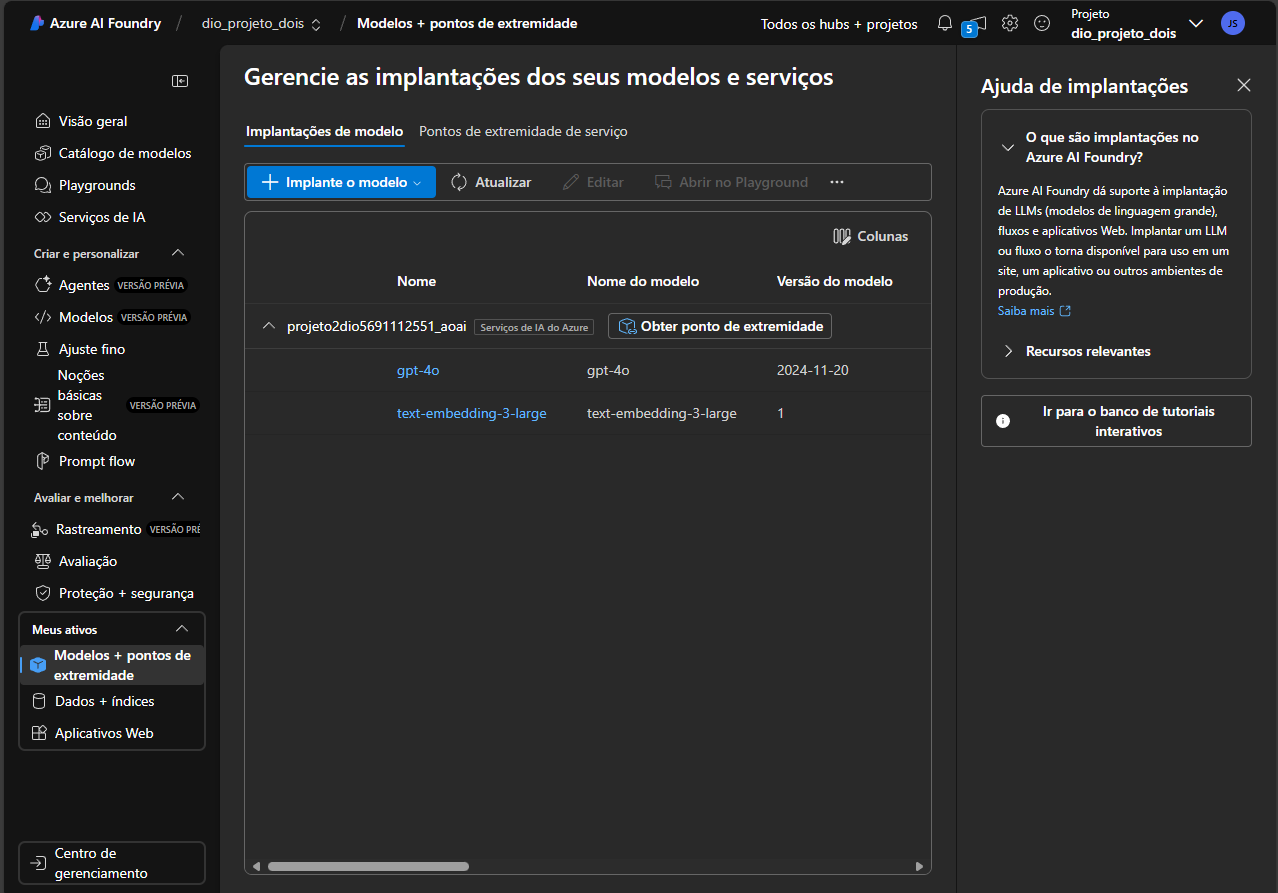 Azure AI Foundry / dio_projeto_dois / Modelos + pontos de extremidade
Todos os hubs + projetos
5
Projeto
dio_projeto_dois
JS
Visão geral
Catálogo de modelos
Playgrounds
Serviços de IA
Criar e personalizar
Agentes VERSÃO PRÉVIA
Modelos VERSÃO PRÉVIA
Ajuste fino
Noções
básicas
sobre
conteúdo
VERSÃO PRÉVIA
Prompt flow
Avaliar e melhorar
Rastreamento VERSÃO PRÉ
Avaliação
Proteção + segurança
Meus ativos
Modelos + pontos de
extremidade
Dados + índices
Aplicativos Web
Centro de
gerenciamento
Gerencie as implantações dos seus modelos e serviços
Implantações de modelo Pontos de extremidade de serviço
Implante o modelo Atualizar Editar Abrir no Playground ...
Colunas
Nome Nome do modelo Versão do modelo
projeto2dio5691112551_aoai Serviços de IA do Azure Obter ponto de extremidade
gpt-4o gpt-4o 2024-11-20
text-embedding-3-large text-embedding-3-large 1
Ajuda de implantações
O que são implantações no
Azure AI Foundry?
Azure AI Foundry dá suporte à implantação
de LLMs (modelos de linguagem grande),
fluxos e aplicativos Web. Implantar um LLM
ou fluxo o torna disponível para uso em um
site, um aplicativo ou outros ambientes de
produção.
Saiba mais
Recursos relevantes
Ir para o banco de tutoriais
interativos